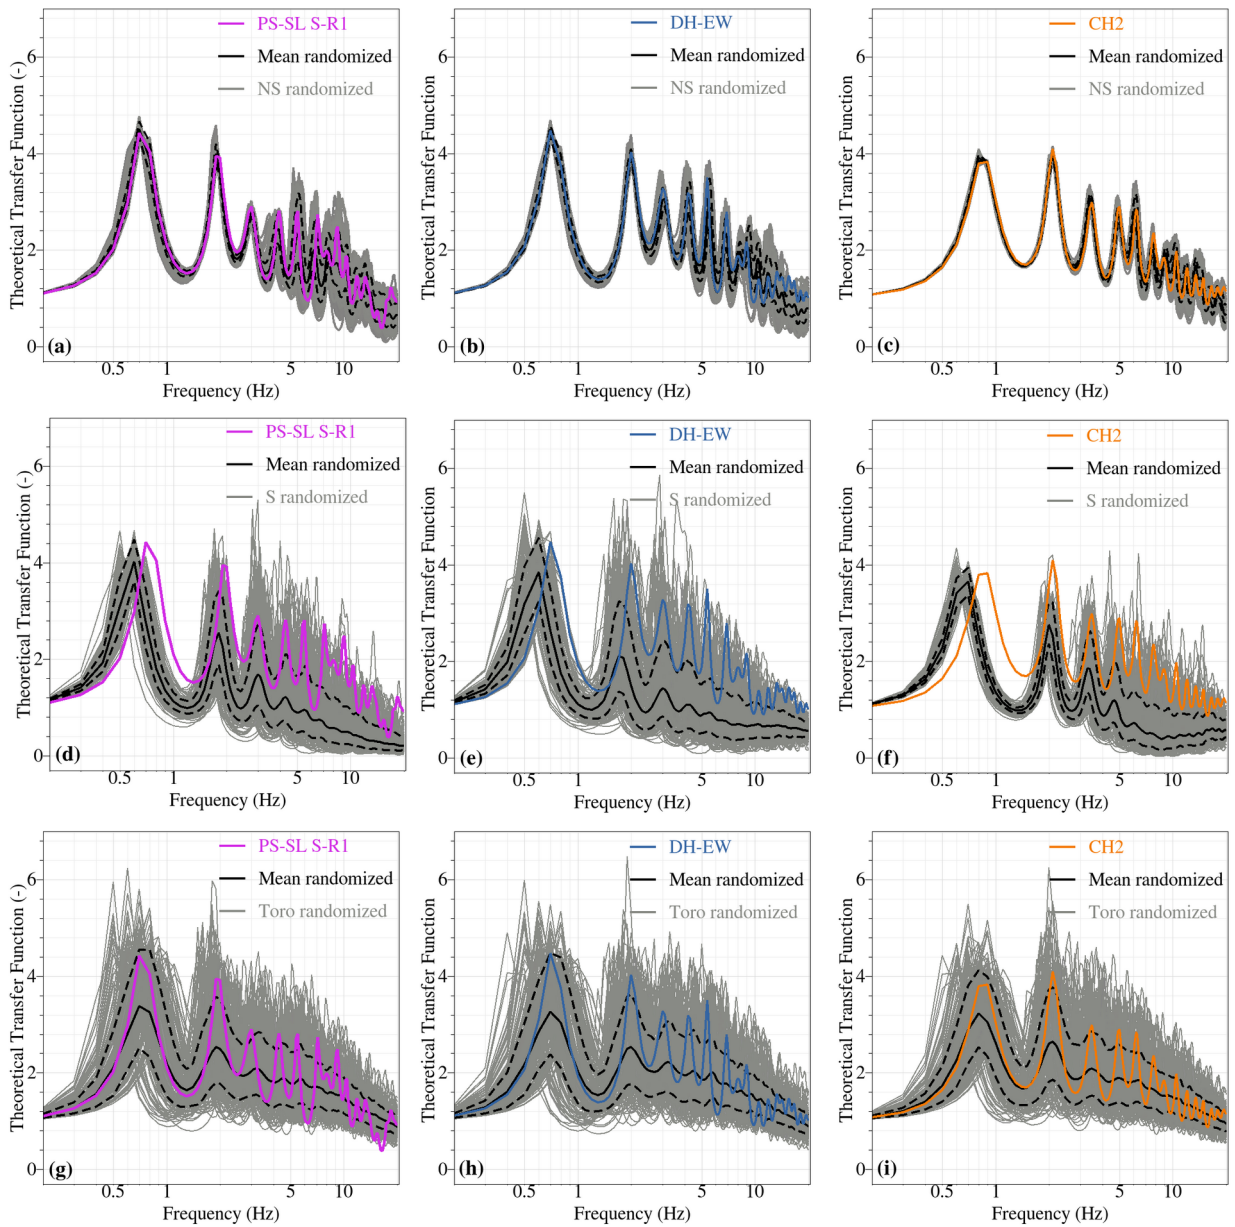 PS-SL S-R1
Mean randomized
NS randomized
Theoretical Transfer Function (-)
6
4
2
0
(a)
0.5 1 5 10
Frequency (Hz)
DH-EW
Mean randomized
NS randomized
Theoretical Transfer Function
6
4
2
0
(b)
0.5 1 5 10
Frequency (Hz)
CH2
Mean randomized
NS randomized
Theoretical Transfer Function
6
4
2
0
(c)
0.5 1 5 10
Frequency (Hz)
PS-SL S-R1
Mean randomized
S randomized
Theoretical Transfer Function (-)
6
4
2
0
(d)
0.5 1 5 10
Frequency (Hz)
DH-EW
Mean randomized
S randomized
Theoretical Transfer Function
6
4
2
0
(e)
0.5 1 5 10
Frequency (Hz)
CH2
Mean randomized
S randomized
Theoretical Transfer Function
6
4
2
0
(f)
0.5 1 5 10
Frequency (Hz)
PS-SL S-R1
Mean randomized
Toro randomized
Theoretical Transfer Function (-)
6
4
2
0
(g)
0.5 1 5 10
Frequency (Hz)
DH-EW
Mean randomized
Toro randomized
Theoretical Transfer Function
6
4
2
0
(h)
0.5 1 5 10
Frequency (Hz)
CH2
Mean randomized
Toro randomized
Theoretical Transfer Function
6
4
2
0
(i)
0.5 1 5 10
Frequency (Hz)